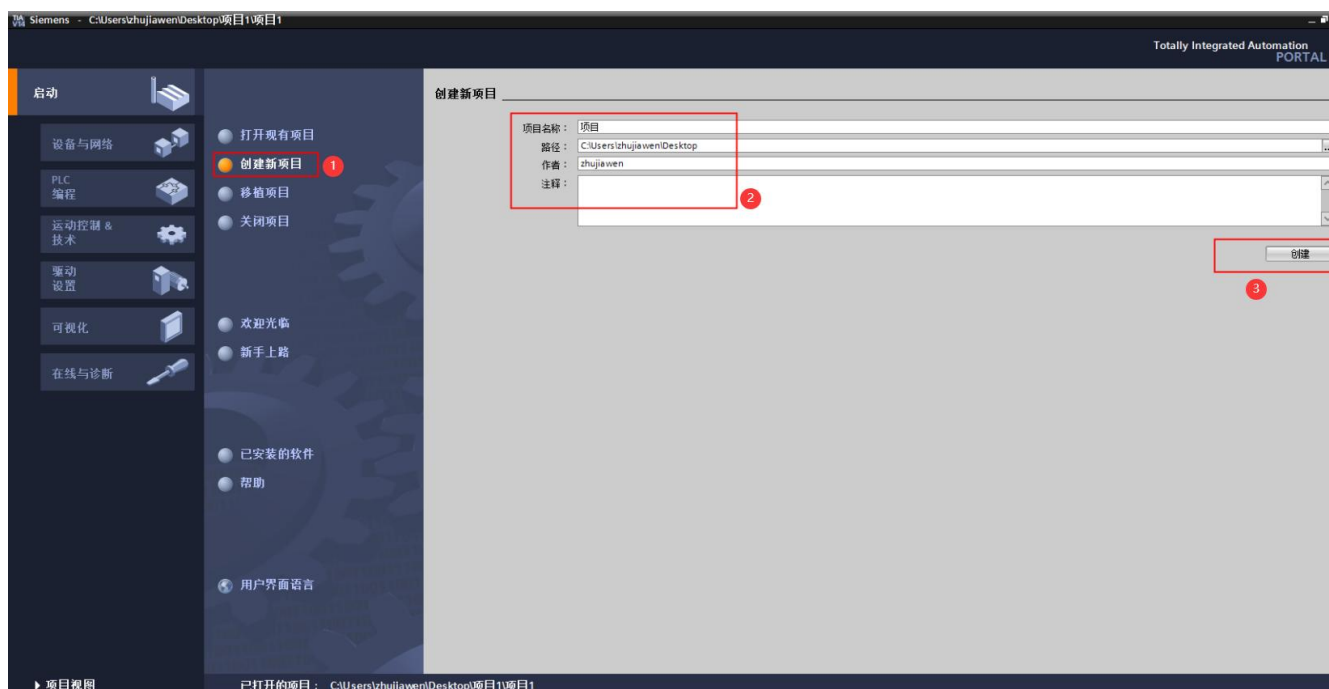 TIA V14 Siemens - C:\Users\zhujiawen\Desktop\项目1\项目1
Totally Integrated Automation
PORTAL
启动
设备与网络
PLC
编程
运动控制 &
技术
驱动
设置
可视化
在线与诊断
打开现有项目
创建新项目
1
移植项目
关闭项目
欢迎光临
新手上路
已安装的软件
帮助
用户界面语言
创建新项目
项目名称： 项目
路径： C:\Users\zhujiawen\Desktop
...
作者： zhujiawen
注释：
2
创建
3
项目视图
已打开的项目： C:\Users\zhujiawen\Desktop\项目1\项目1